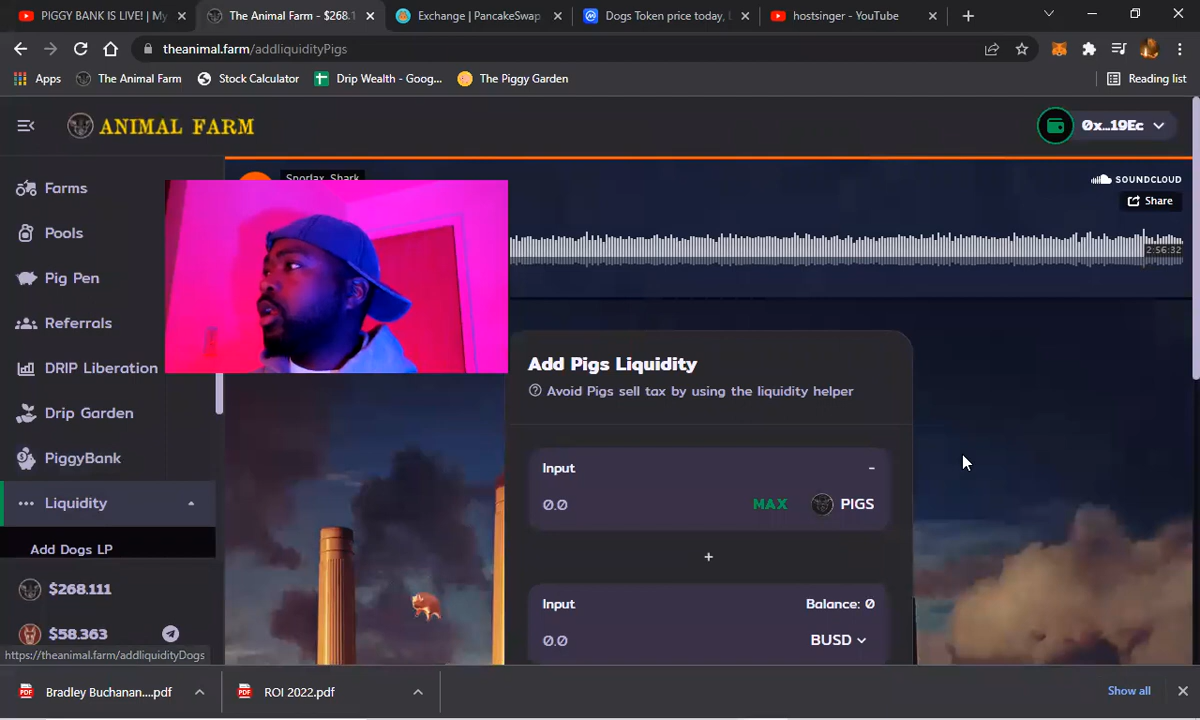 PIGGY BANK IS LIVE! | My
The Animal Farm - $268.1
Exchange | PancakeSwap
Dogs Token price today,
hostsinger - YouTube
theanimal.farm/addliquidityPigs
Apps
The Animal Farm
Stock Calculator
Drip Wealth - Goog...
The Piggy Garden
Reading list
ANIMAL FARM
0x...19Ec
Snorlax Shark
SOUNDCLOUD
Share
2:56:32
Farms
Pools
Pig Pen
Referrals
DRIP Liberation
Drip Garden
PiggyBank
Liquidity
Add Dogs LP
$268.111
$58.363
https://theanimal.farm/addliquidityDogs
Add Pigs Liquidity
Avoid Pigs sell tax by using the liquidity helper
Input -
0.0 MAX PIGS
+
Input Balance: 0
0.0 BUSD
Bradley Buchanan....pdf
ROI 2022.pdf
Show all